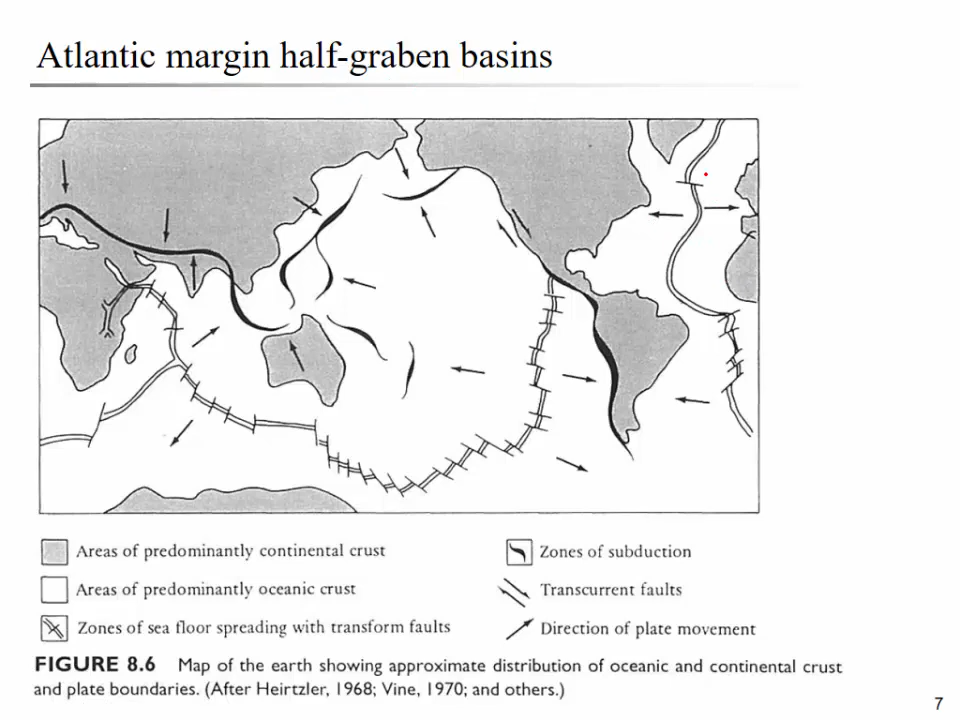 Atlantic margin half-graben basins
Areas of predominantly continental crust
Zones of subduction
Areas of predominantly oceanic crust
Transcurrent faults
Zones of sea floor spreading with transform faults
Direction of plate movement
FIGURE 8.6 Map of the earth showing approximate distribution of oceanic and continental crust
and plate boundaries. (After Heirtzler, 1968; Vine, 1970; and others.)
7